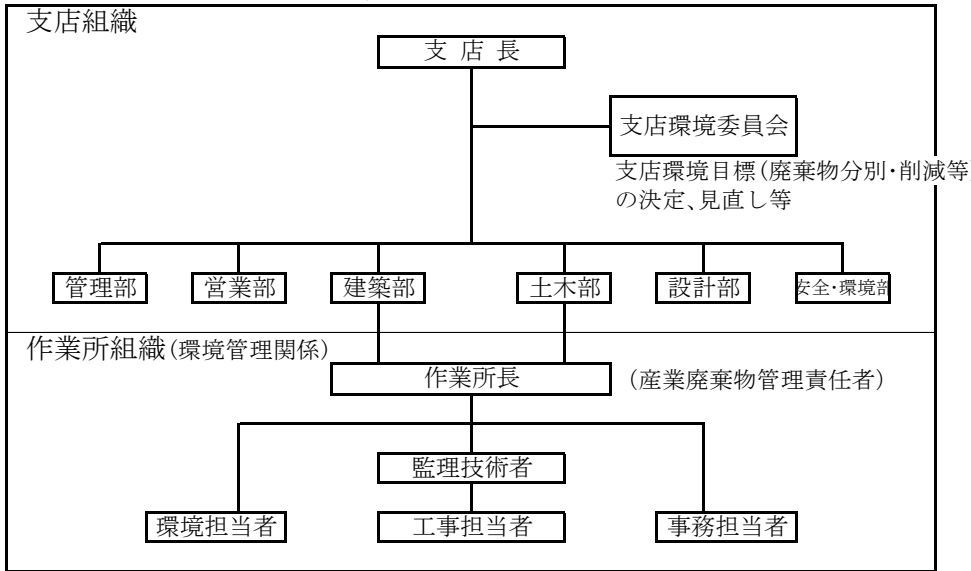 支店組織
支店長
支店環境委員会
支店環境目標(廃棄物分別・削減等
の決定、見直し等
管理部 営業部 建築部 土木部 設計部 安全・環境部
作業所組織(環境管理関係)
作業所長 (産業廃棄物管理責任者)
監理技術者
環境担当者 工事担当者 事務担当者